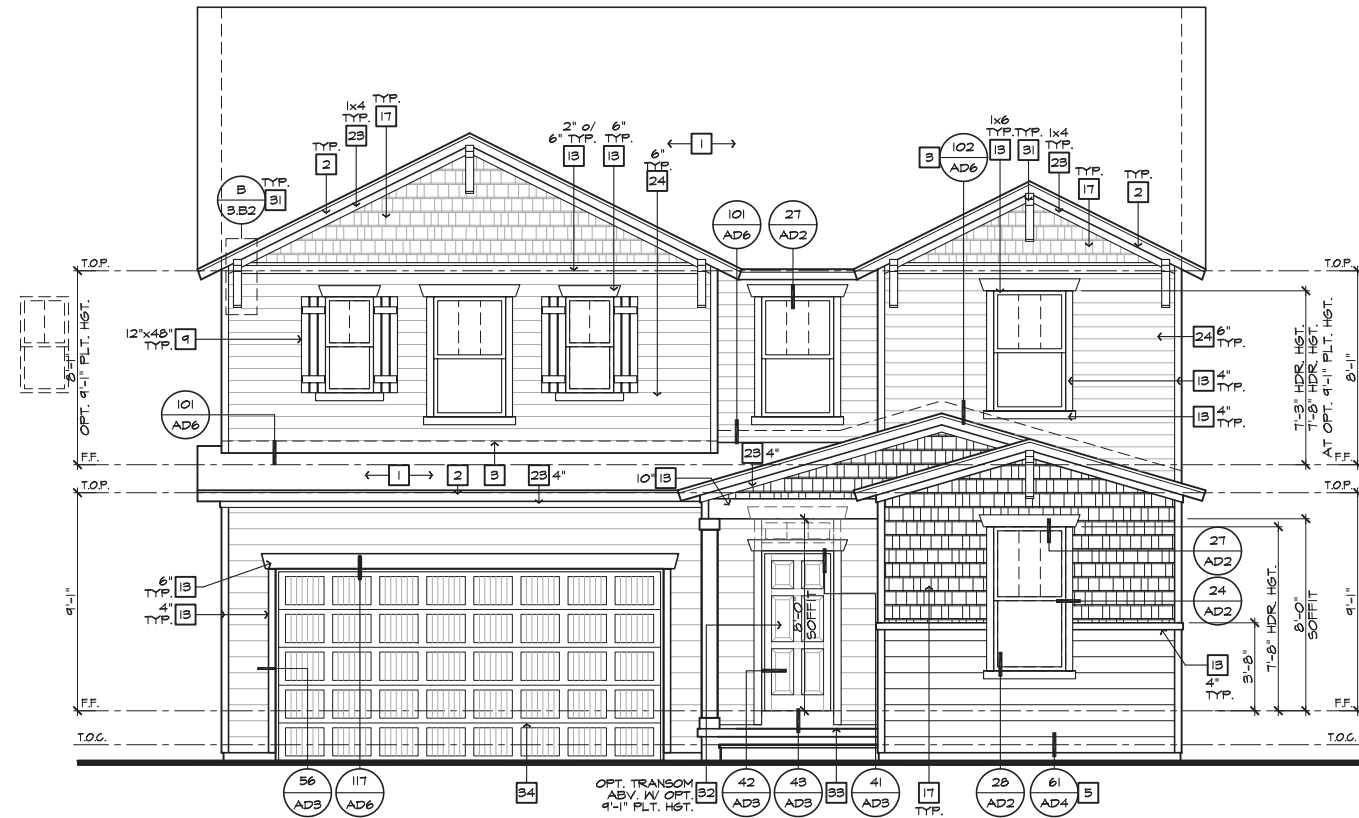 1x4
TYP.
23
TYP.
17
TYP.
2
2" o/
6" TYP.
13
6"
TYP.
13
1
6"
TYP.
24
3
102
AD6
1x6
TYP.
13
TYP.
31
1x4
23
TYP.
17
TYP.
2
B
3.B2
TYP.
31
101
AD6
27
AD2
T.O.P.
T.O.P.
12"x48"
TYP.
9
8'-1"
OPT. 9'-1" PLT. HGT.
24
6"
TYP.
13
4"
TYP.
13
4"
TYP.
7'-3" HDR. HGT.
7'-8" HDR. HGT.
AT OPT. 9'-1" PLT. HGT.
8'-1"
101
AD6
F.F.
F.F.
1
2
3
23 4"
23 4"
10" 13
T.O.P.
T.O.P.
27
AD2
24
AD2
6"
TYP.
13
4"
TYP.
13
9'-1"
8'-0"
SOFFIT
13
4"
TYP.
3'-8"
7'-8" HDR. HGT.
8'-0"
SOFFIT
9'-1"
F.F.
F.F.
T.O.C.
T.O.C.
56
AD3
117
AD6
34
OPT. TRANSOM
ABV. W/ OPT.
9'-1" PLT. HGT.
32
42
AD3
43
AD3
33
41
AD3
17
TYP.
28
AD2
61
AD4
5